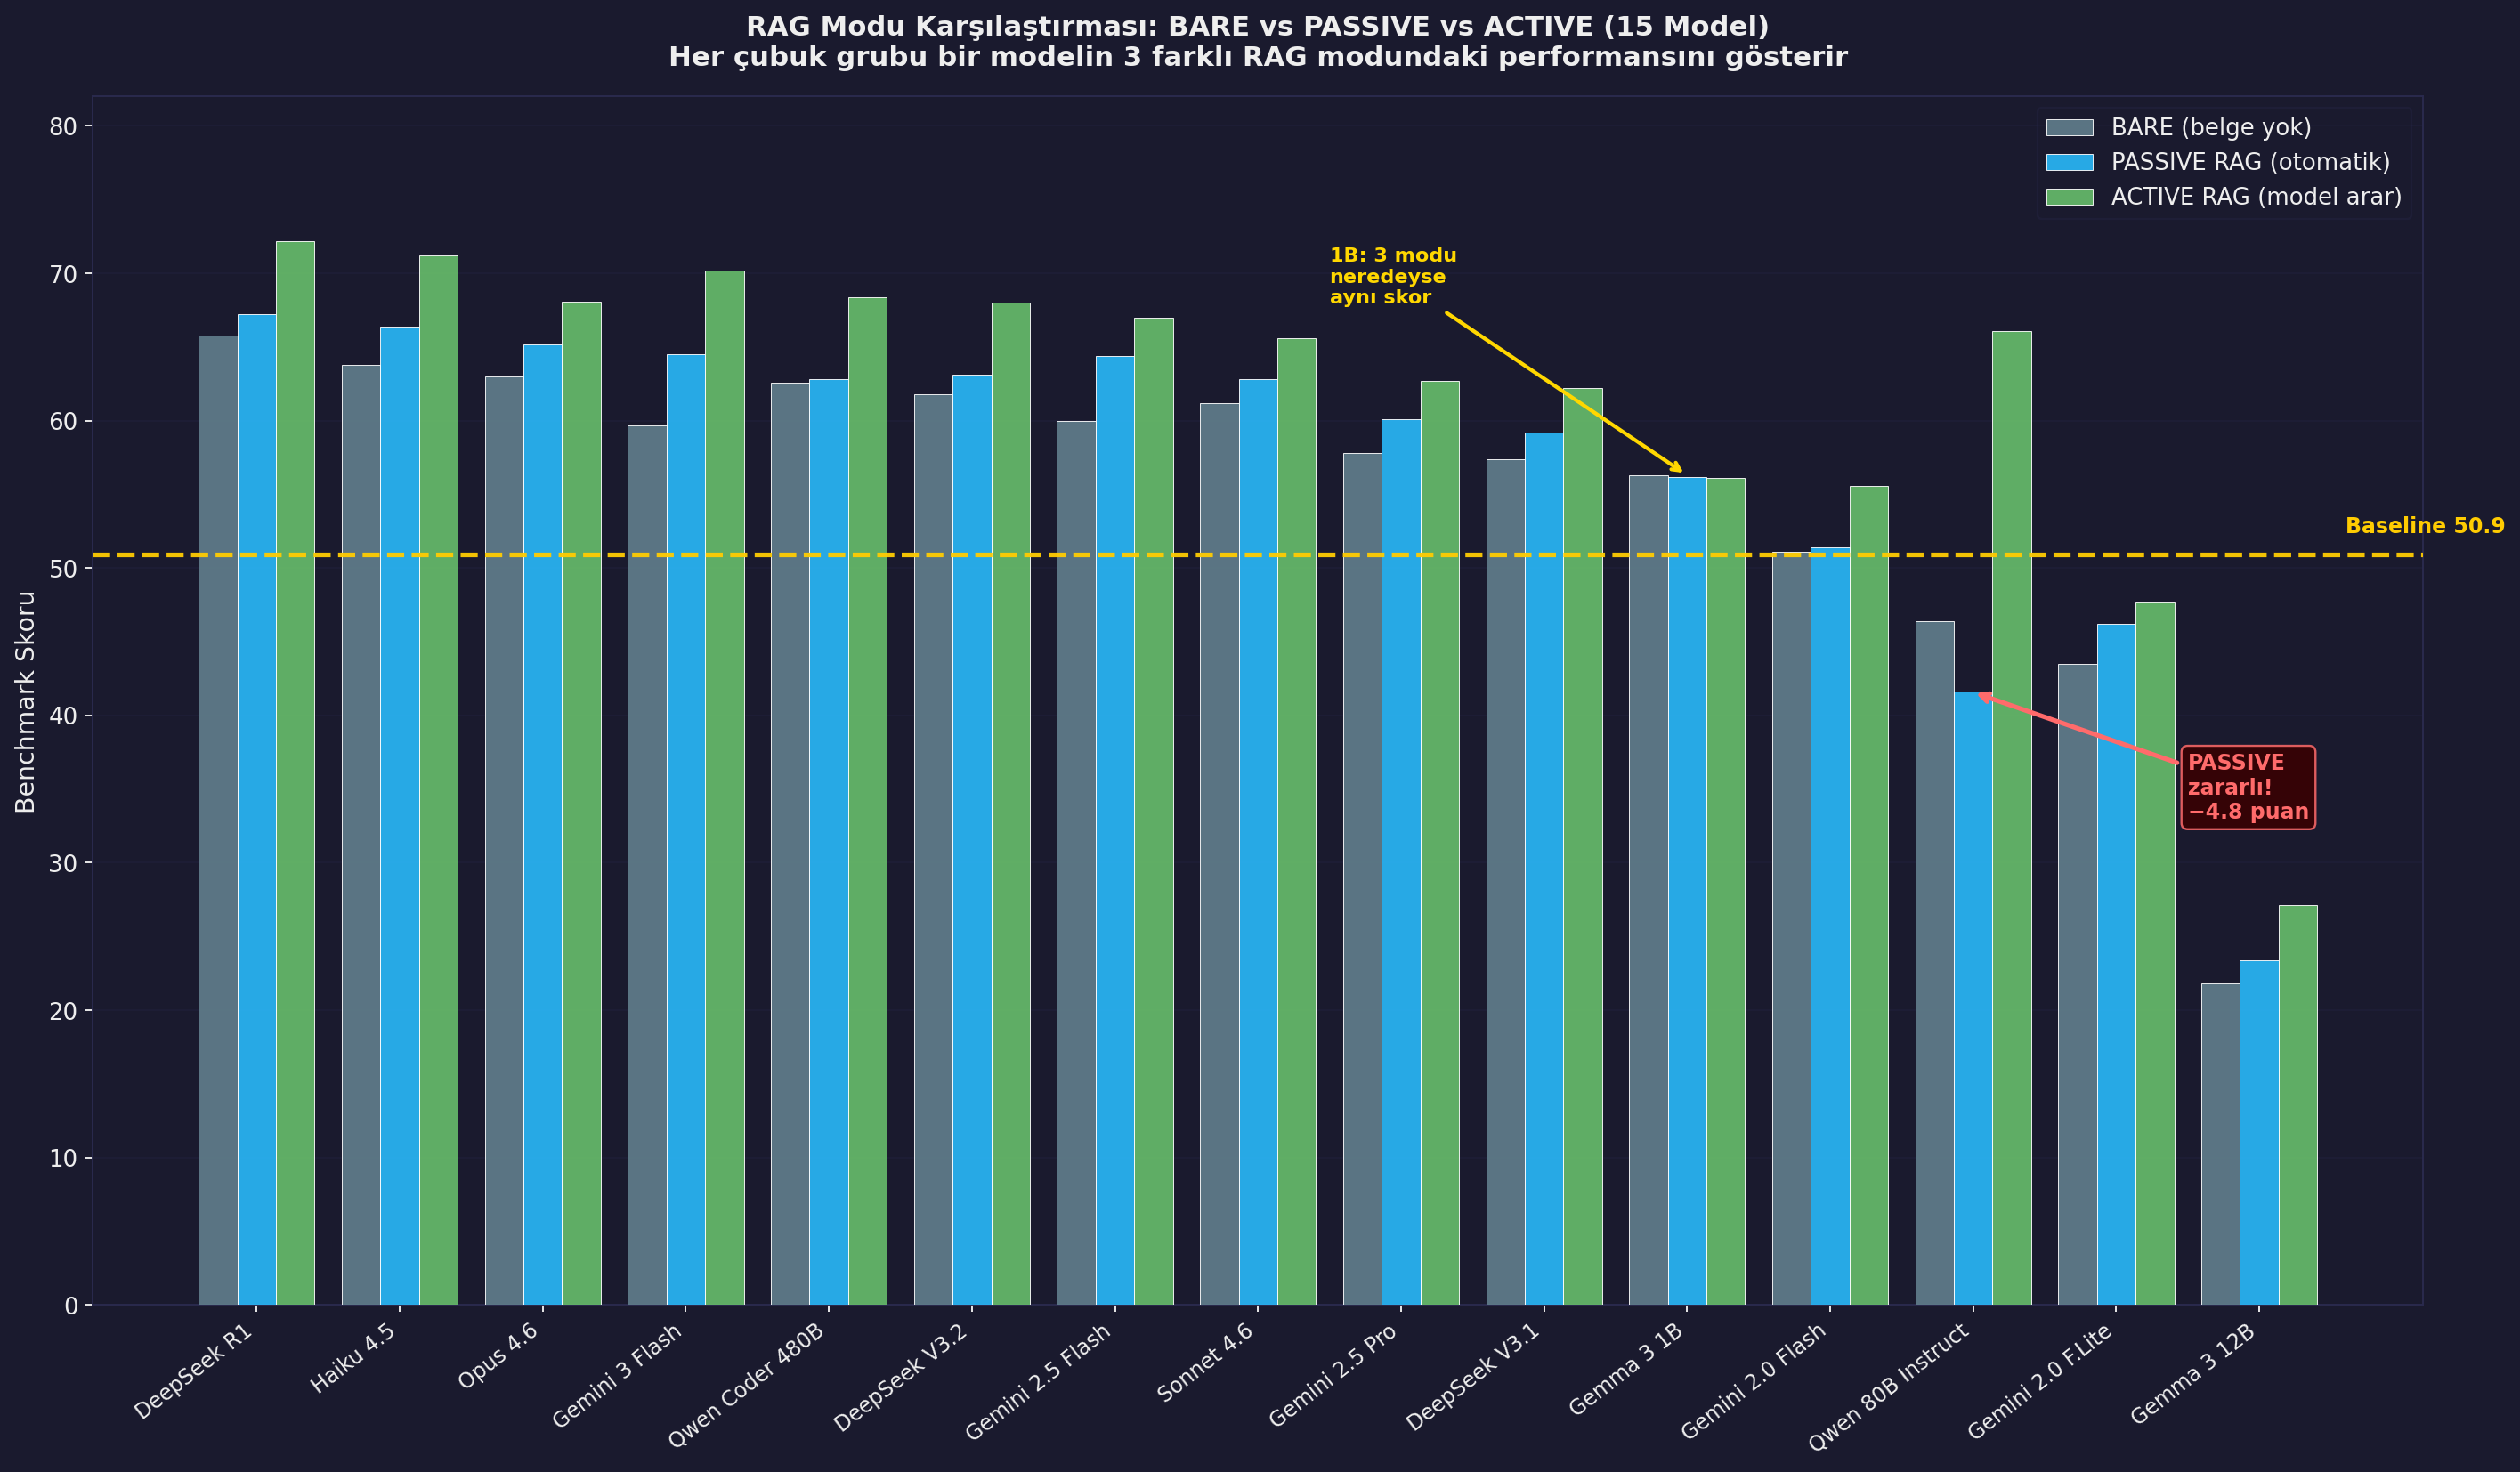 RAG Modu Karşılaştırması: BARE vs PASSIVE vs ACTIVE (15 Model)
Her çubuk grubu bir modelin 3 farklı RAG modundaki performansını gösterir
BARE (belge yok)
PASSIVE RAG (otomatik)
ACTIVE RAG (model arar)
1B: 3 modu
neredeyse
aynı skor
Baseline 50.9
PASSIVE
zararlı!
−4.8 puan
Benchmark Skoru
80
70
60
50
40
30
20
10
0
DeepSeek R1
Haiku 4.5
Opus 4.6
Gemini 3 Flash
Qwen Coder 480B
DeepSeek V3.2
Gemini 2.5 Flash
Sonnet 4.6
Gemini 2.5 Pro
DeepSeek V3.1
Gemma 3 1B
Gemini 2.0 Flash
Qwen 80B Instruct
Gemini 2.0 F.Lite
Gemma 3 12B